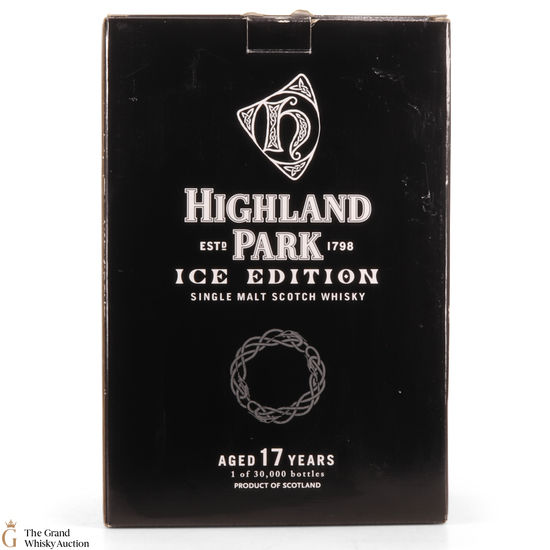 HIGHLAND
ESTD PARK 1798
ICE EDITION
SINGLE MALT SCOTCH WHISKY
AGED 17 YEARS
1 of 30,000 bottles
PRODUCT OF SCOTLAND
G The Grand
Whisky Auction